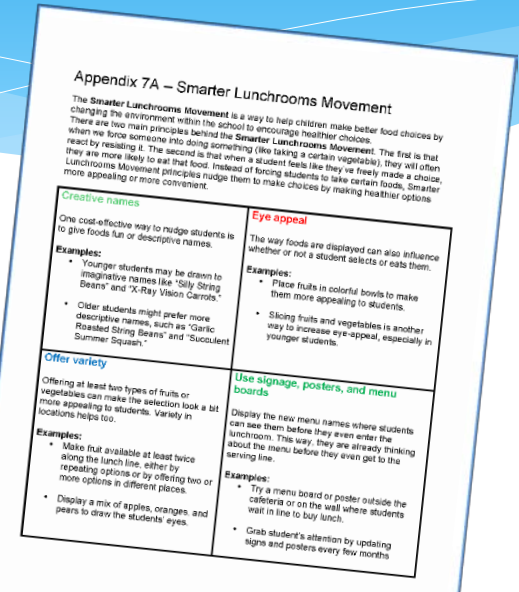 Appendix 7A – Smarter Lunchrooms Movement
The Smarter Lunchrooms Movement is a way to help children make better food choices by
changing the environment within the school to encourage healthier choices.
There are two main principles behind the Smarter Lunchrooms Movement. The first is that
when we force someone into doing something (like taking a certain vegetable), they will often
react by resisting it. The second is that when a student feels like they've freely made a choice,
they are more likely to eat that food. Instead of forcing students to take certain foods, Smarter
Lunchrooms Movement principles nudge them to make choices by making healthier options
more appealing or more convenient.
Creative names
One cost-effective way to nudge students is
to give foods fun or descriptive names.
Examples:
• Younger students may be drawn to
imaginative names like "Silly String
Beans" and "X-Ray Vision Carrots."
• Older students might prefer more
descriptive names, such as "Garlic
Roasted String Beans" and "Succulent
Summer Squash."
Eye appeal
The way foods are displayed can also influence
whether or not a student selects or eats them.
Examples:
• Place fruits in colorful bowls to make
them more appealing to students.
• Slicing fruits and vegetables is another
way to increase eye-appeal, especially in
younger students.
Offer variety
Offering at least two types of fruits or
vegetables can make the selection look a bit
more appealing to students. Variety in
locations helps too.
Examples:
• Make fruit available at least twice
along the lunch line, either by
repeating options or by offering two or
more options in different places.
• Display a mix of apples, oranges, and
pears to draw the students' eyes.
Use signage, posters, and menu
boards
Display the new menu names where students
can see them before they even enter the
lunchroom. This way, they are already thinking
about the menu before they even get to the
serving line.
Examples:
• Try a menu board or poster outside the
cafeteria or on the wall where students
wait in line to buy lunch.
• Grab student's attention by updating
signs and posters every few months